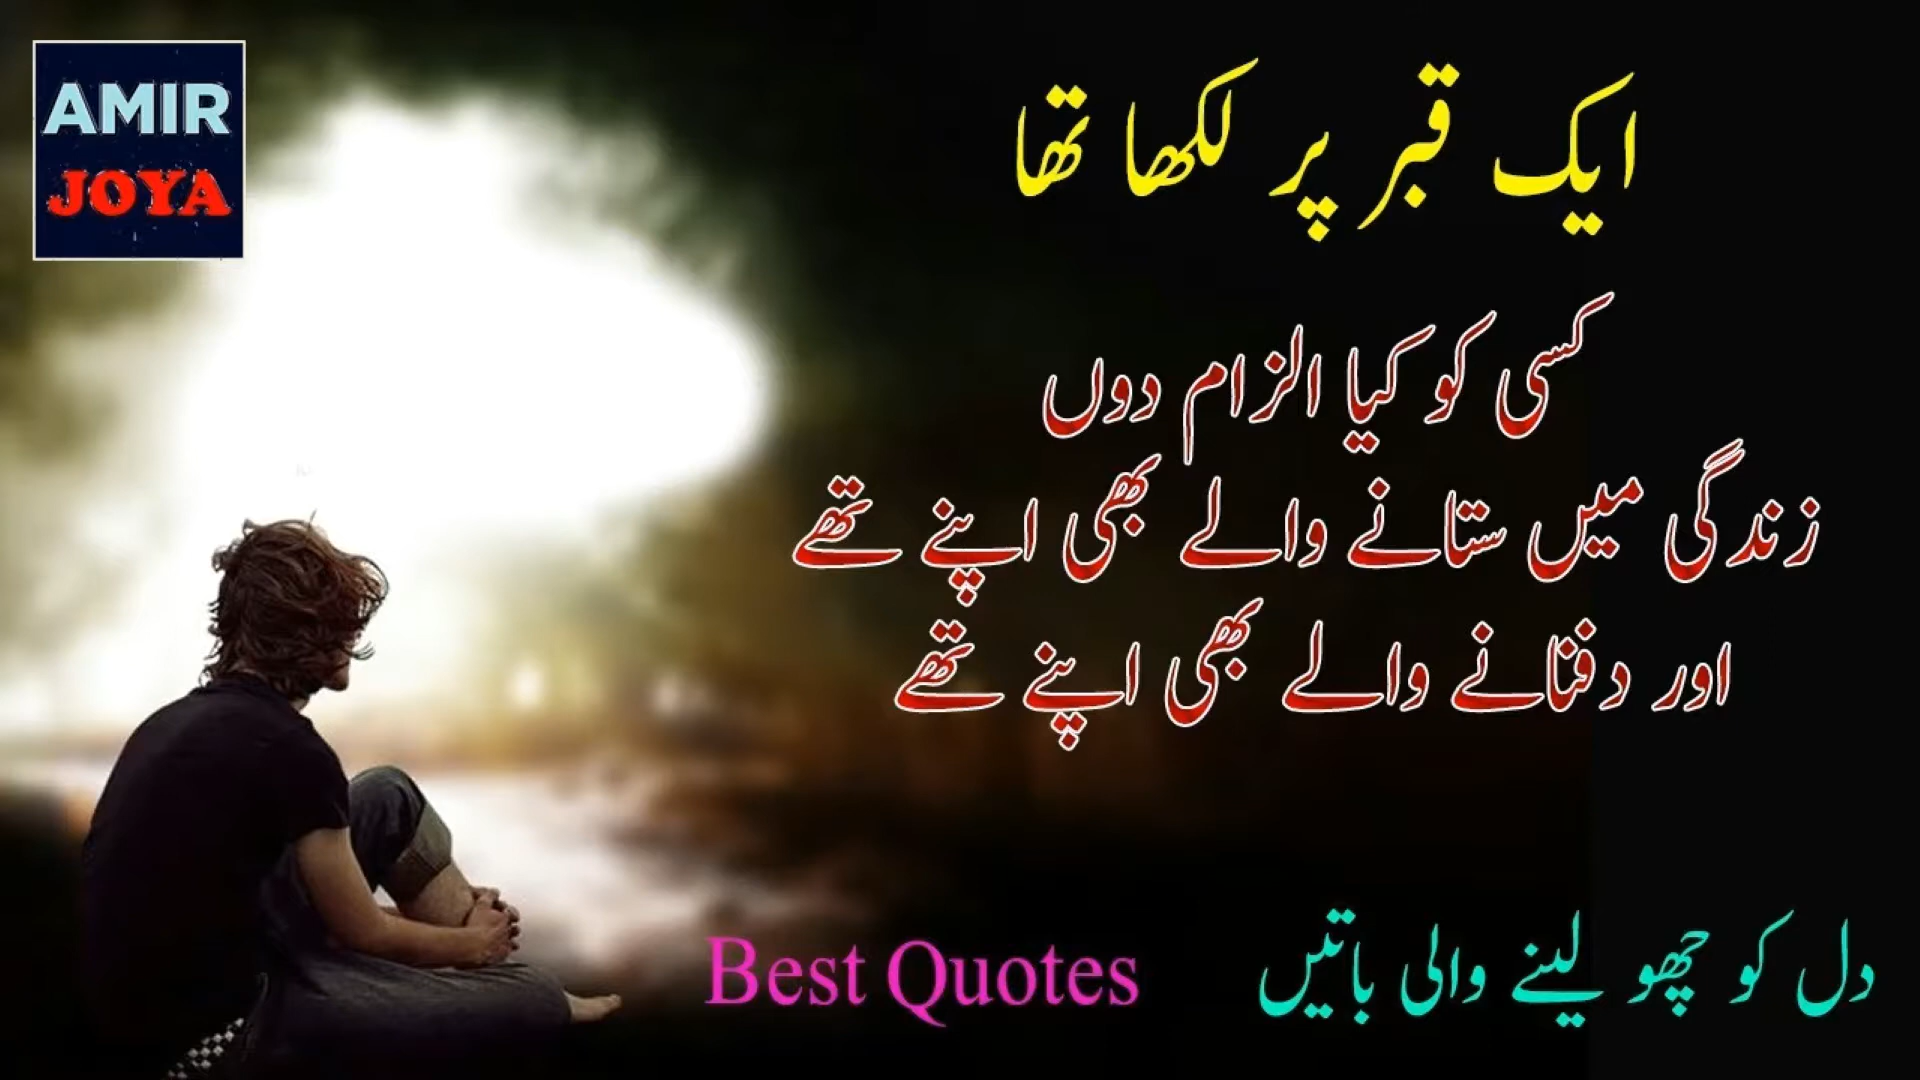 AMIR
JOYA
ایک قبر پر لکھا تھا
کسی کو کیا الزام دوں
زندگی میں ستانے والے بھی اپنے تھے
اور دفنانے والے بھی اپنے تھے
دل کو چھو لینے والی باتیں
Best Quotes